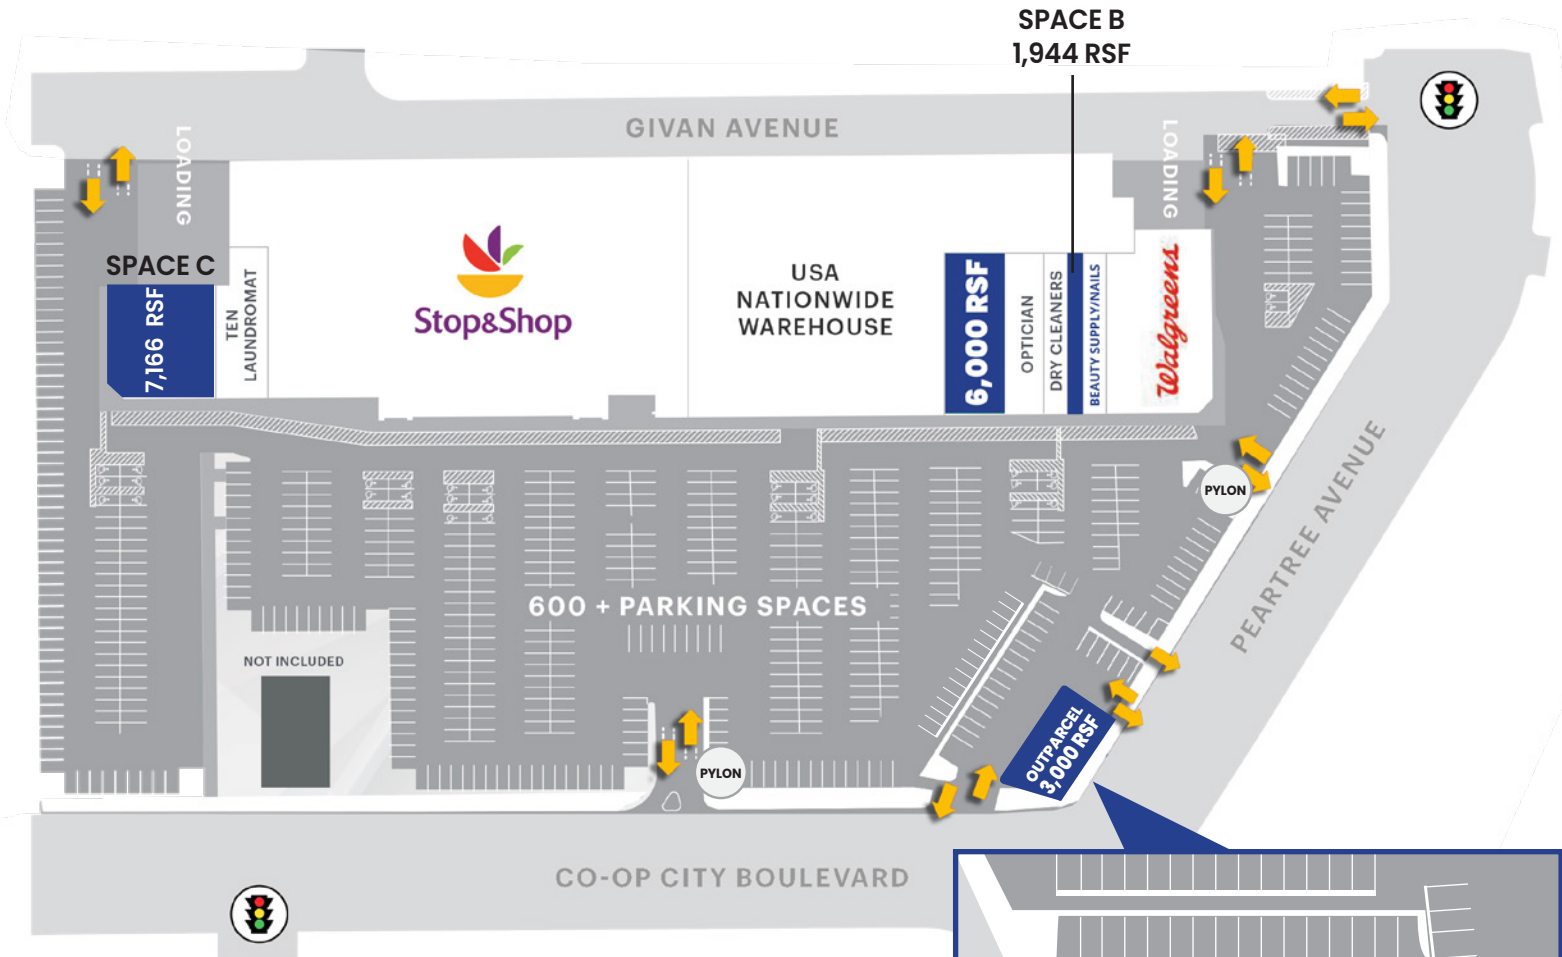 SPACE B
1,944 RSF
GIVAN AVENUE
LOADING
LOADING
SPACE C
7,166 RSF
TEN
LAUNDROMAT
Stop&Shop
USA
NATIONWIDE
WAREHOUSE
6,000 RSF
OPTICIAN
DRY CLEANERS
BEAUTY SUPPLY/NAILS
Walgreens
PYLON
PEARTREE AVENUE
600 + PARKING SPACES
NOT INCLUDED
OUTPARCEL
3,000 RSF
PYLON
CO-OP CITY BOULEVARD